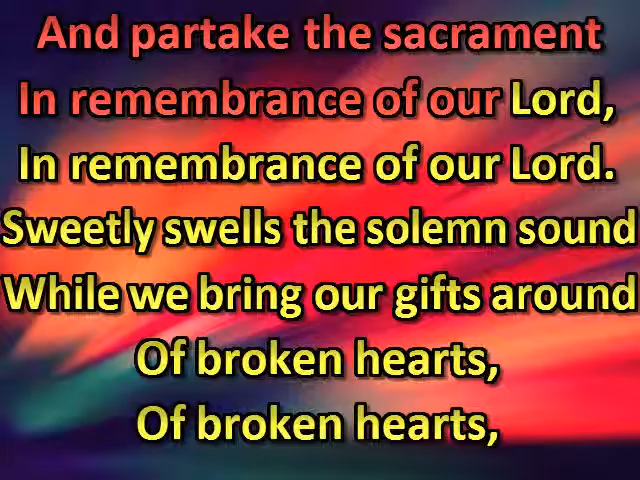 And partake the sacrament
In remembrance of our Lord,
In remembrance of our Lord.
Sweetly swells the solemn sound
While we bring our gifts around
Of broken hearts,
Of broken hearts,